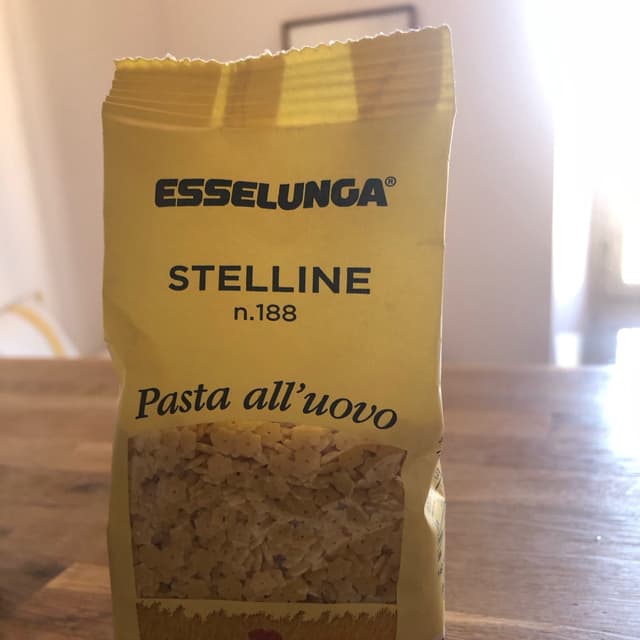 ESSELUNGA®
STELLINE
n.188
Pasta all'uovo